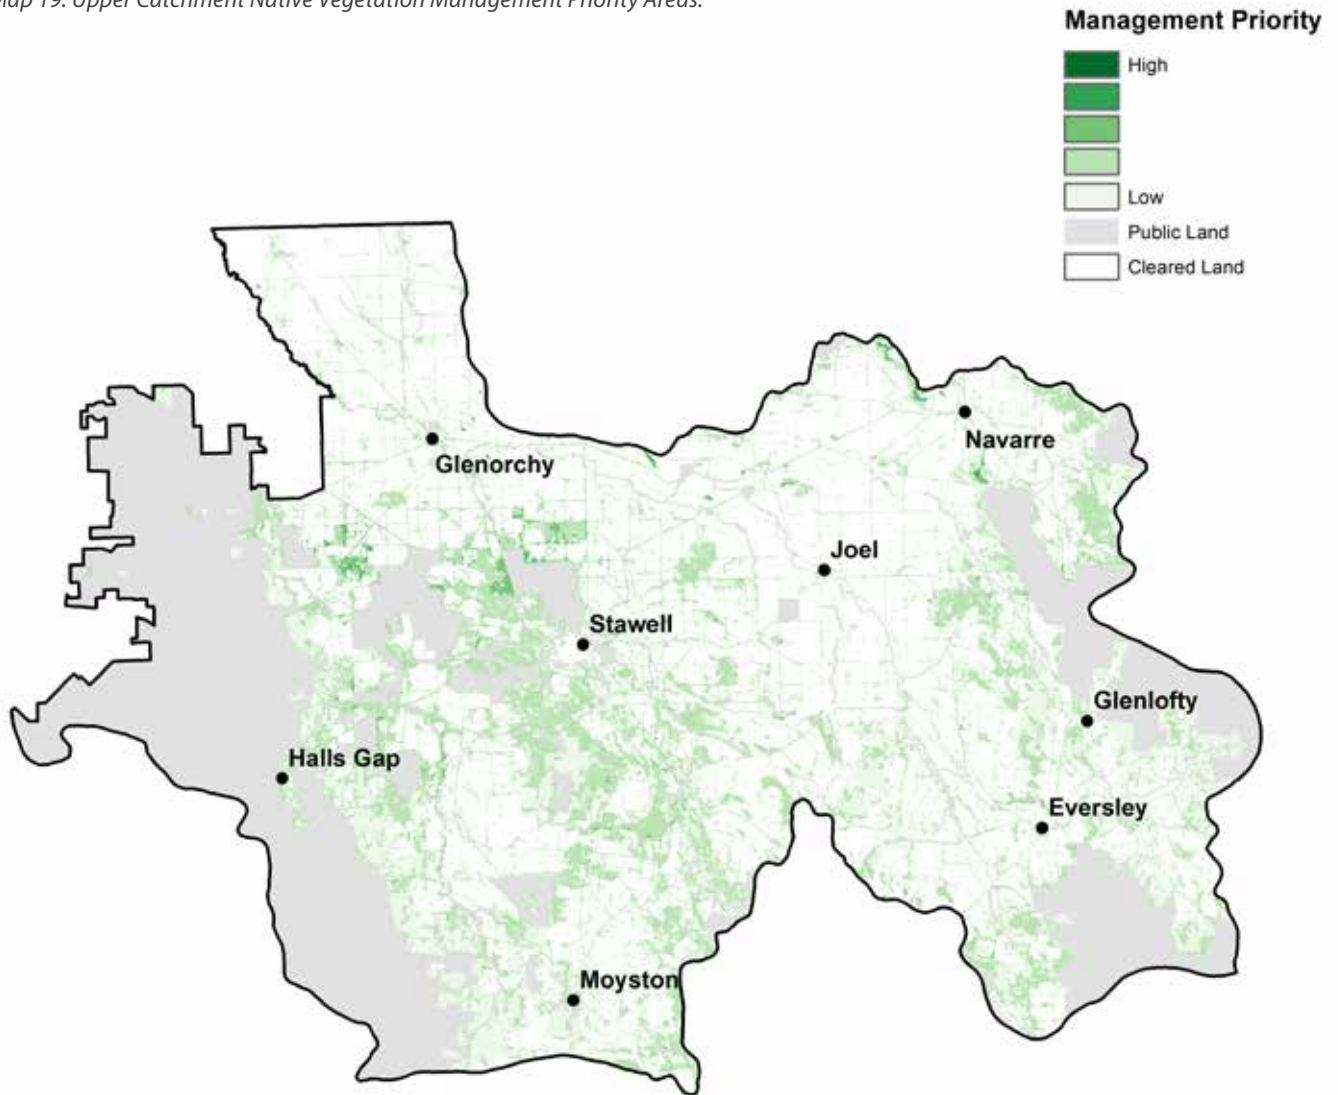 Map 19: Upper Catchment Native Vegetation Management Priority Areas.
Management Priority
High
Low
Public Land
Cleared Land
Navarre
Glenorchy
Joel
Stawell
Glenlofty
Halls Gap
Eversley
Moyston